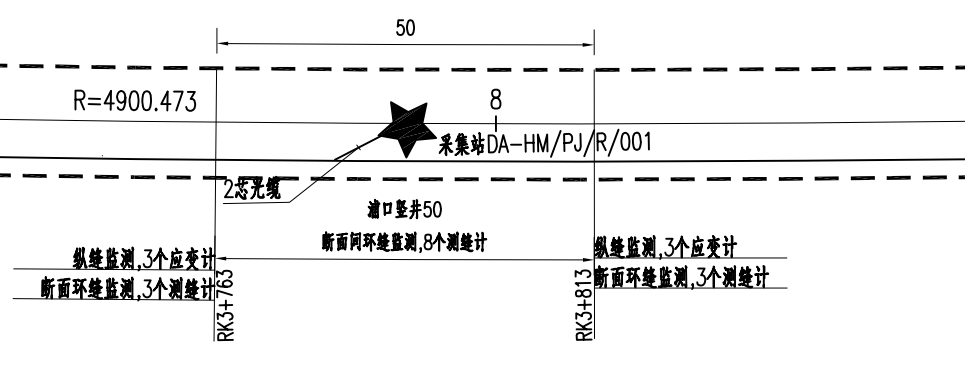 50
R=4900.473
8
采集站DA-HM/PJ/R/001
2芯光缆
浦口竖井50
断面间环缝监测,8个测缝计
纵缝监测,3个应变计
断面环缝监测,3个测缝计
RK3+763
RK3+813
纵缝监测,3个应变计
断面环缝监测,3个测缝计